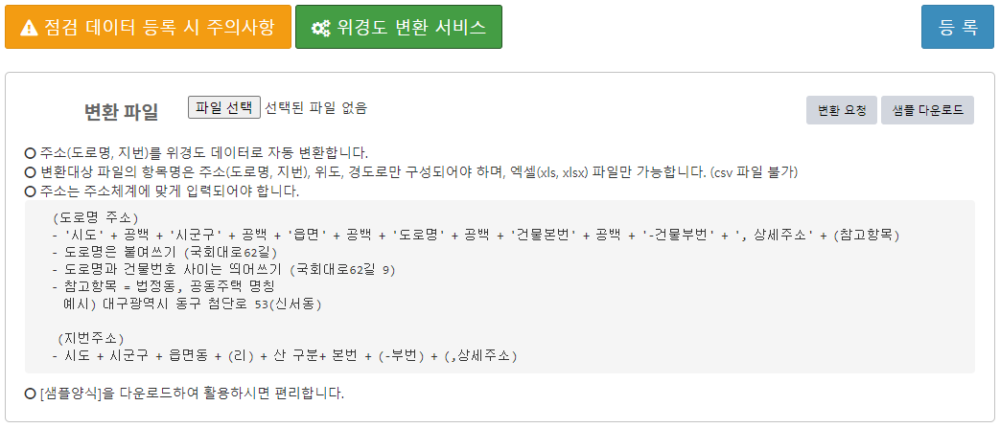 점검 데이터 등록 시 주의사항 위경도 변환 서비스 등 록
변환 파일 파일 선택 선택된 파일 없음 변환 요청 샘플 다운로드
주소(도로명, 지번)를 위경도 데이터로 자동 변환합니다.
변환대상 파일의 항목명은 주소(도로명, 지번), 위도, 경도로만 구성되어야 하며, 엑셀(xls, xlsx) 파일만 가능합니다. (csv 파일 불가)
주소는 주소체계에 맞게 입력되어야 합니다.
(도로명 주소)
- '시도' + 공백 + '시군구' + 공백 + '읍면' + 공백 + '도로명' + 공백 + '건물본번' + 공백 + '-건물부번' + ', 상세주소' + (참고항목)
- 도로명은 붙여쓰기 (국회대로62길)
- 도로명과 건물번호 사이는 띄어쓰기 (국회대로62길 9)
- 참고항목 = 법정동, 공동주택 명칭
예시) 대구광역시 동구 첨단로 53(신서동)
(지번주소)
- 시도 + 시군구 + 읍면동 + (리) + 산 구분+ 본번 + (-부번) + (,상세주소)
[샘플양식]을 다운로드하여 활용하시면 편리합니다.